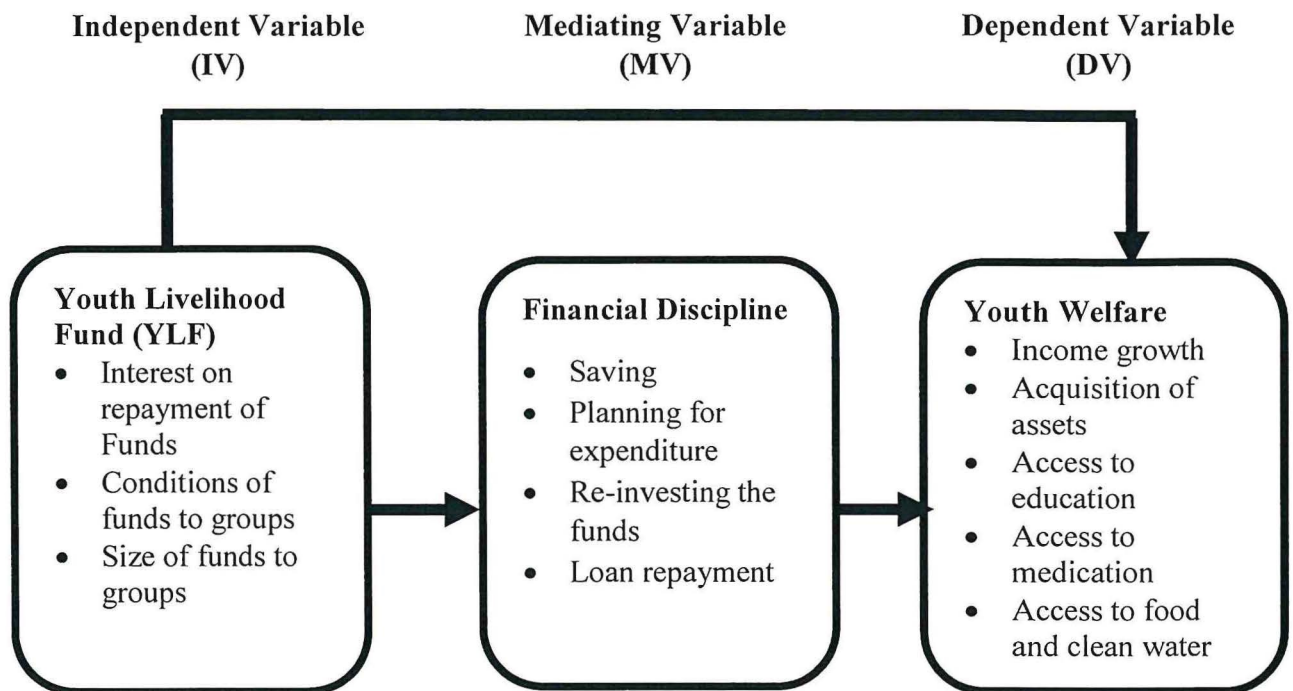 Independent Variable
(IV)
Mediating Variable
(MV)
Dependent Variable
(DV)
Youth Livelihood
Fund (YLF)
• Interest on
repayment of
Funds
• Conditions of
funds to groups
• Size of funds to
groups
Financial Discipline
• Saving
• Planning for
expenditure
• Re-investing the
funds
• Loan repayment
Youth Welfare
• Income growth
• Acquisition of
assets
• Access to
education
• Access to
medication
• Access to food
and clean water